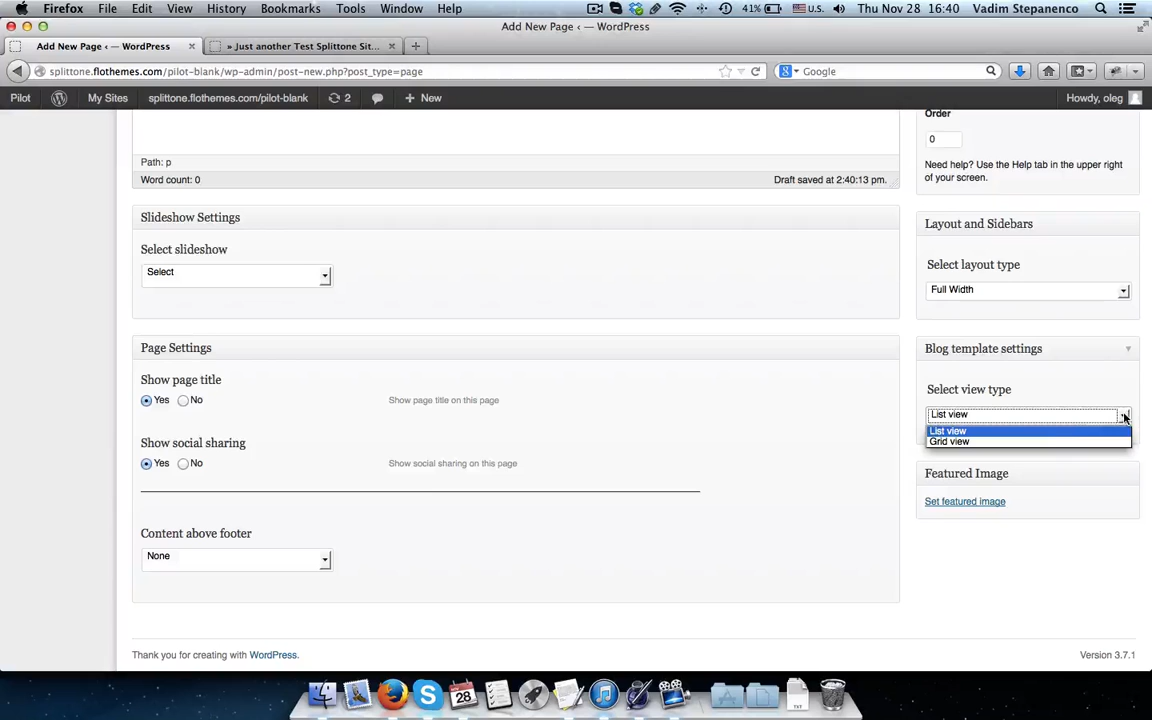 Firefox File Edit View History Bookmarks Tools Window Help 41% U.S. Thu Nov 28 16:40 Vadim Stepanenco
Add New Page ‹ — WordPress
Add New Page ‹ — WordPress » Just another Test Splittone Sit...
splittone.flothemes.com/pilot-blank/wp-admin/post-new.php?post_type=page Google
Pilot My Sites splittone.flothemes.com/pilot-blank 2 + New Howdy, oleg
Order
0
Need help? Use the Help tab in the upper right
of your screen.
Path: p
Word count: 0 Draft saved at 2:40:13 pm.
Slideshow Settings
Select slideshow
Select
Layout and Sidebars
Select layout type
Full Width
Page Settings
Show page title
Yes No Show page title on this page
Show social sharing
Yes No Show social sharing on this page
Content above footer
None
Blog template settings
Select view type
List view
List view
Grid view
Featured Image
Set featured image
Thank you for creating with WordPress. Version 3.7.1
28
TXT